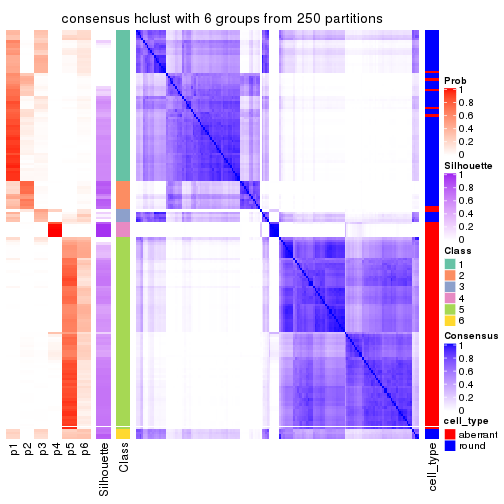 consensus hclust with 6 groups from 250 partitions
p1
p2
p3
p4
p5
p6
Silhouette
Class
cell_type
Prob
1
0.8
0.6
0.4
0.2
0
Silhouette
1
0.8
0.6
0.4
0.2
0
Class
1
2
3
4
5
6
Consensus
1
0.8
0.6
0.4
0.2
0
cell_type
aberrant
round